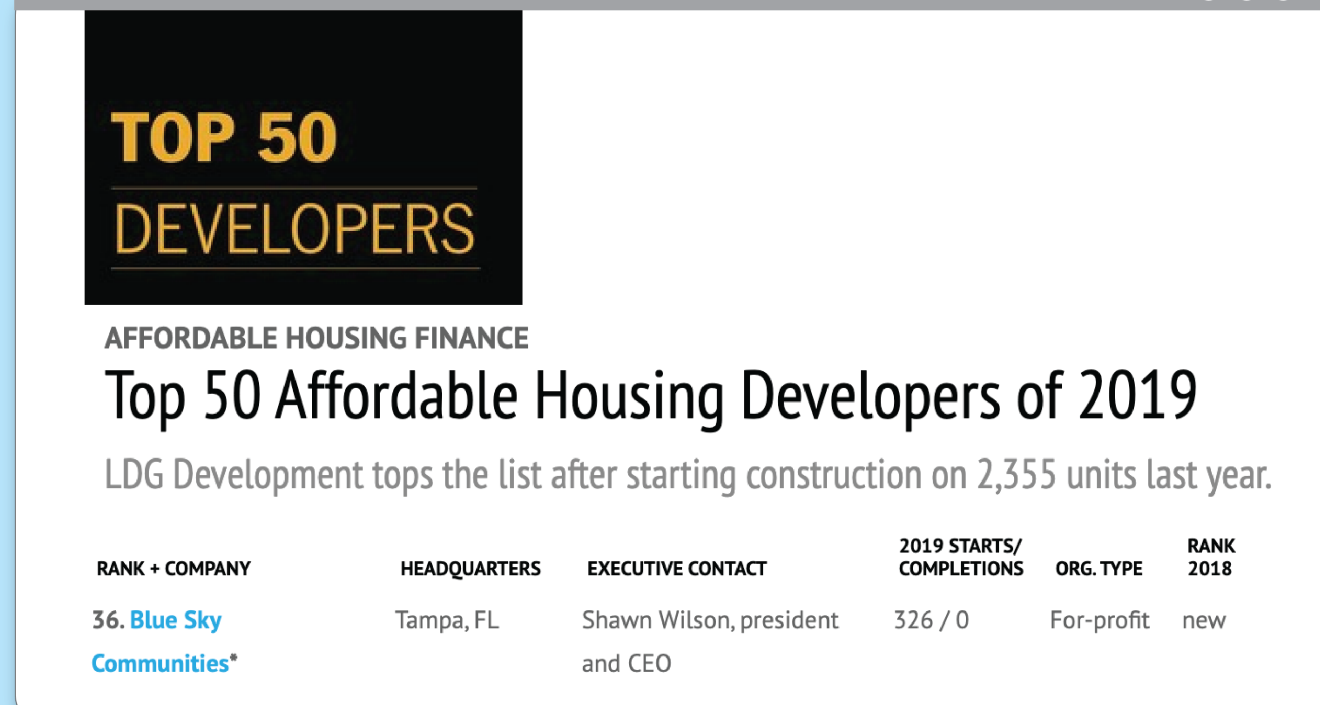 TOP 50
DEVELOPERS
AFFORDABLE HOUSING FINANCE
Top 50 Affordable Housing Developers of 2019
LDG Development tops the list after starting construction on 2,355 units last year.
RANK + COMPANY HEADQUARTERS EXECUTIVE CONTACT 2019 STARTS/ COMPLETIONS ORG. TYPE RANK 2018
36. Blue Sky Tampa, FL Shawn Wilson, president 326 / 0 For-profit new
Communities* and CEO